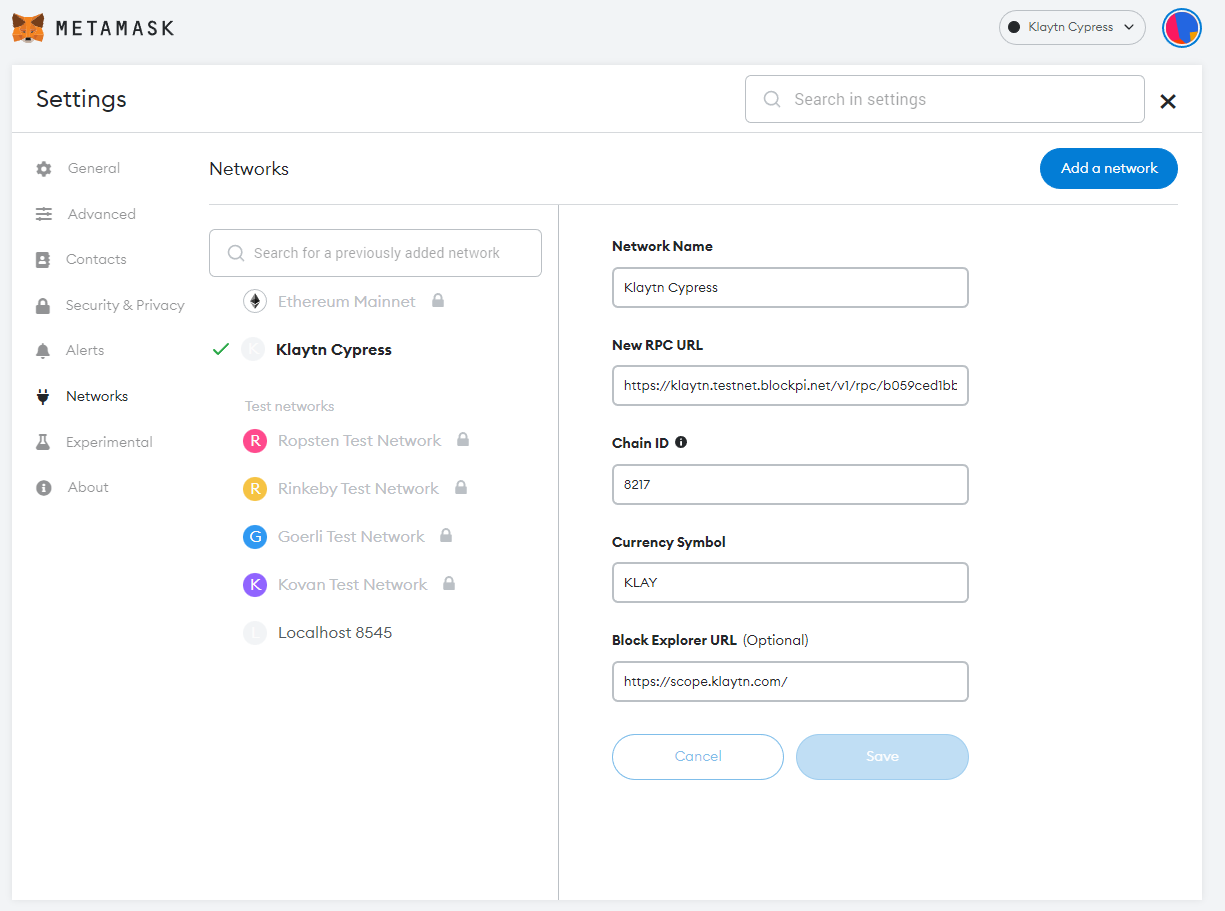 METAMASK
Klaytn Cypress
Settings
Search in settings
General
Advanced
Contacts
Security & Privacy
Alerts
Networks
Experimental
About
Networks
Add a network
Search for a previously added network
Ethereum Mainnet
K
Klaytn Cypress
Test networks
R
Ropsten Test Network
R
Rinkeby Test Network
G
Goerli Test Network
K
Kovan Test Network
L
Localhost 8545
Network Name
Klaytn Cypress
New RPC URL
https://klaytn.testnet.blockpi.net/v1/rpc/b059ced1bb
Chain ID
8217
Currency Symbol
KLAY
Block Explorer URL (Optional)
https://scope.klaytn.com/
Cancel
Save